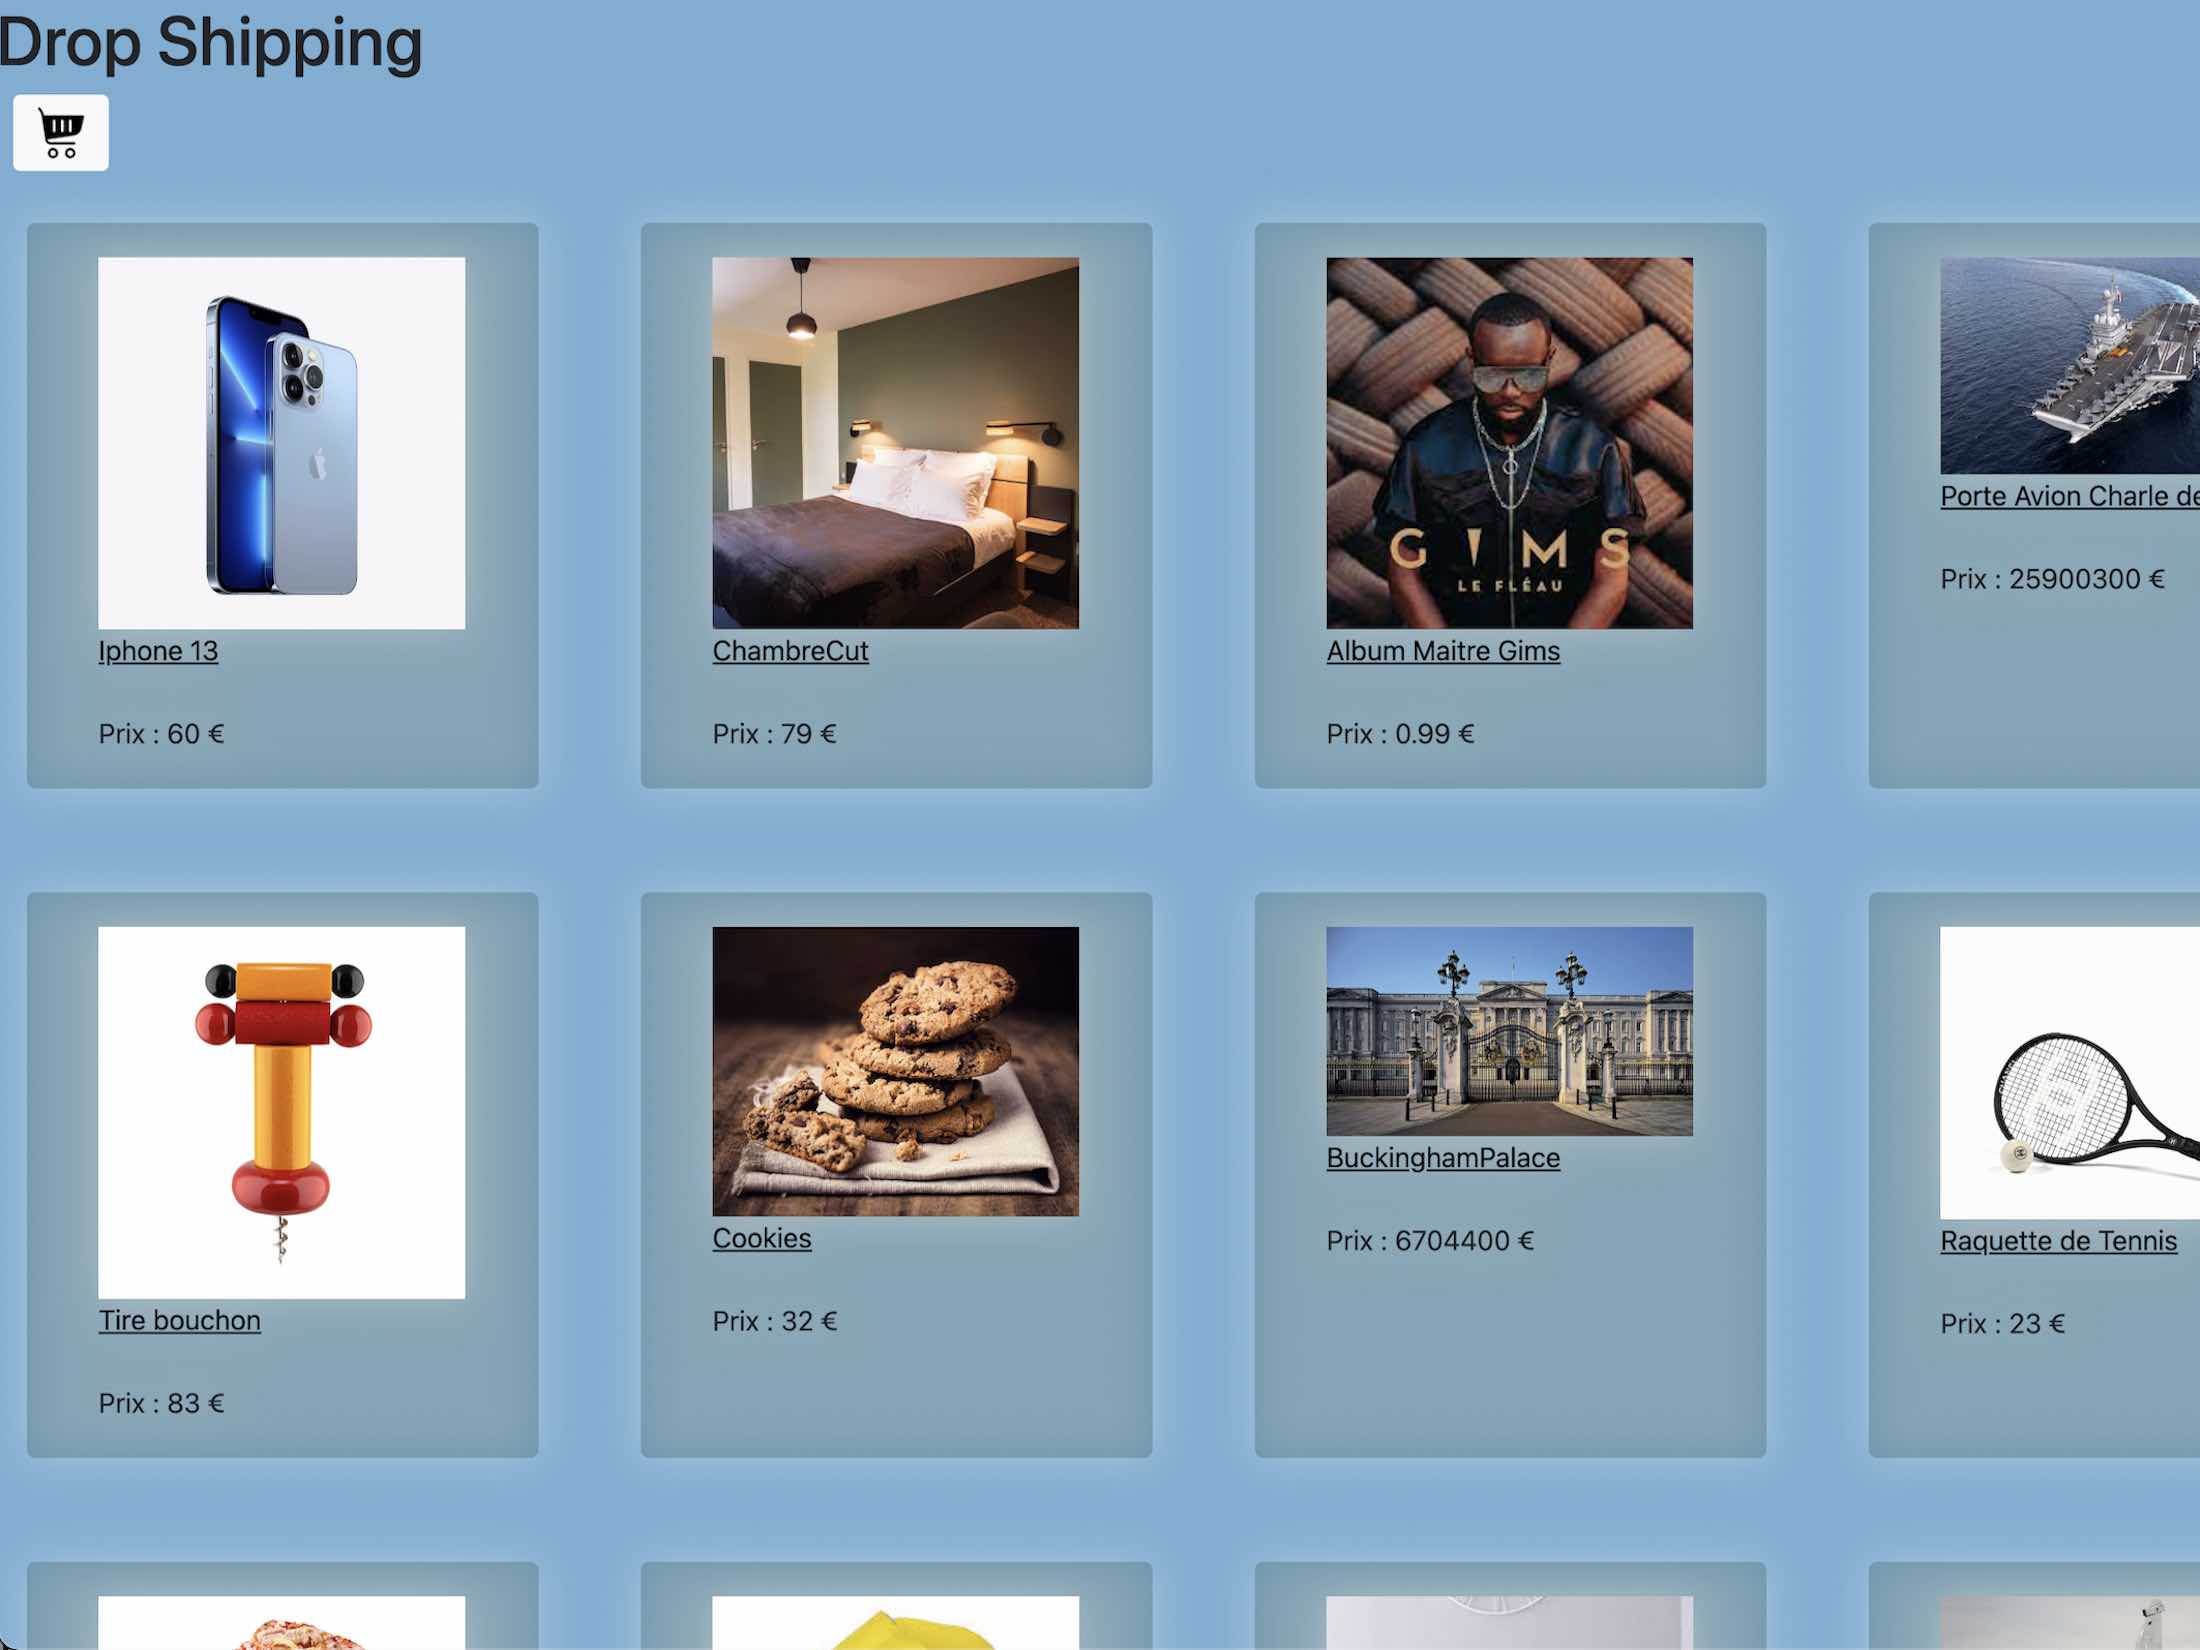 Drop Shipping
GIMS
LE FLÉAU
Iphone 13
ChambreCut
Album Maitre Gims
Porte Avion Charle de
Prix : 60 €
Prix : 79 €
Prix : 0.99 €
Prix : 25900300 €
Tire bouchon
Cookies
BuckinghamPalace
Raquette de Tennis
Prix : 83 €
Prix : 32 €
Prix : 6704400 €
Prix : 23 €